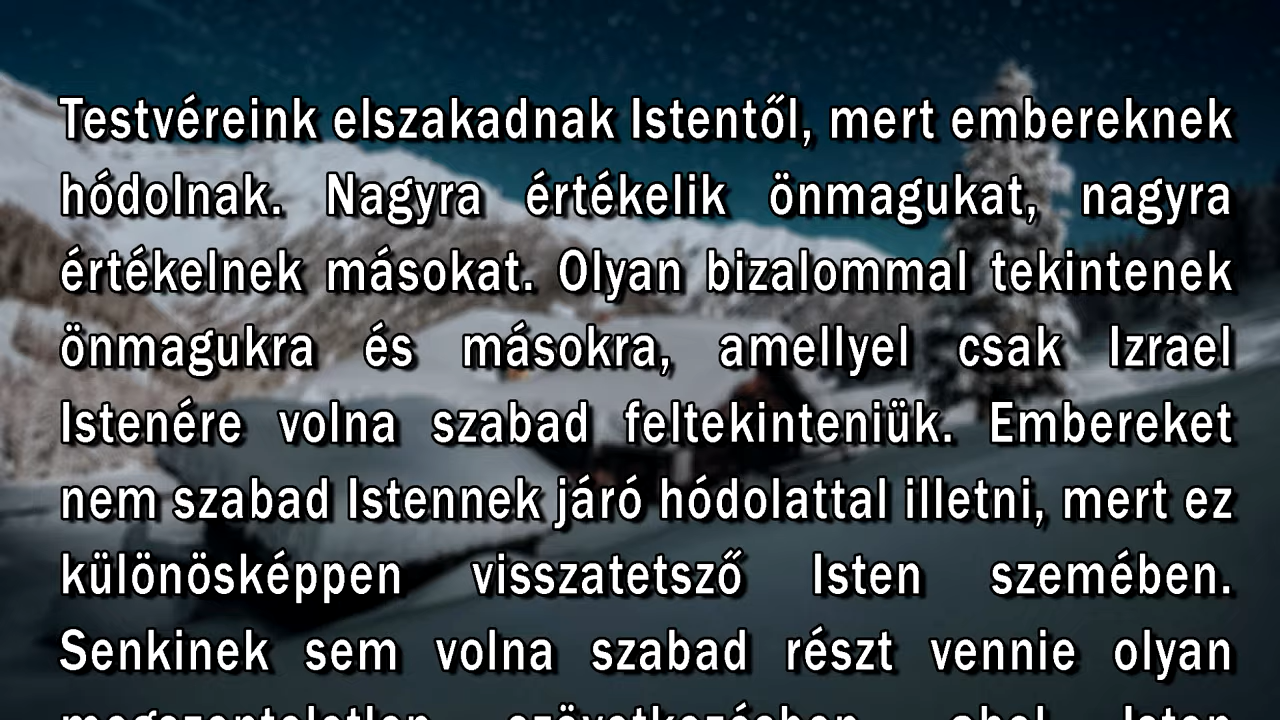 Testvéreink elszakadnak Istentől, mert embereknek
hódolnak. Nagyra értékelik önmagukat, nagyra
értékelnek másokat. Olyan bizalommal tekintenek
önmagukra és másokra, amellyel csak Izrael
Istenére volna szabad feltekinteniük. Embereket
nem szabad Istennek járó hódolattal illetni, mert ez
különösképpen visszatetsző Isten szemében.
Senkinek sem volna szabad részt vennie olyan